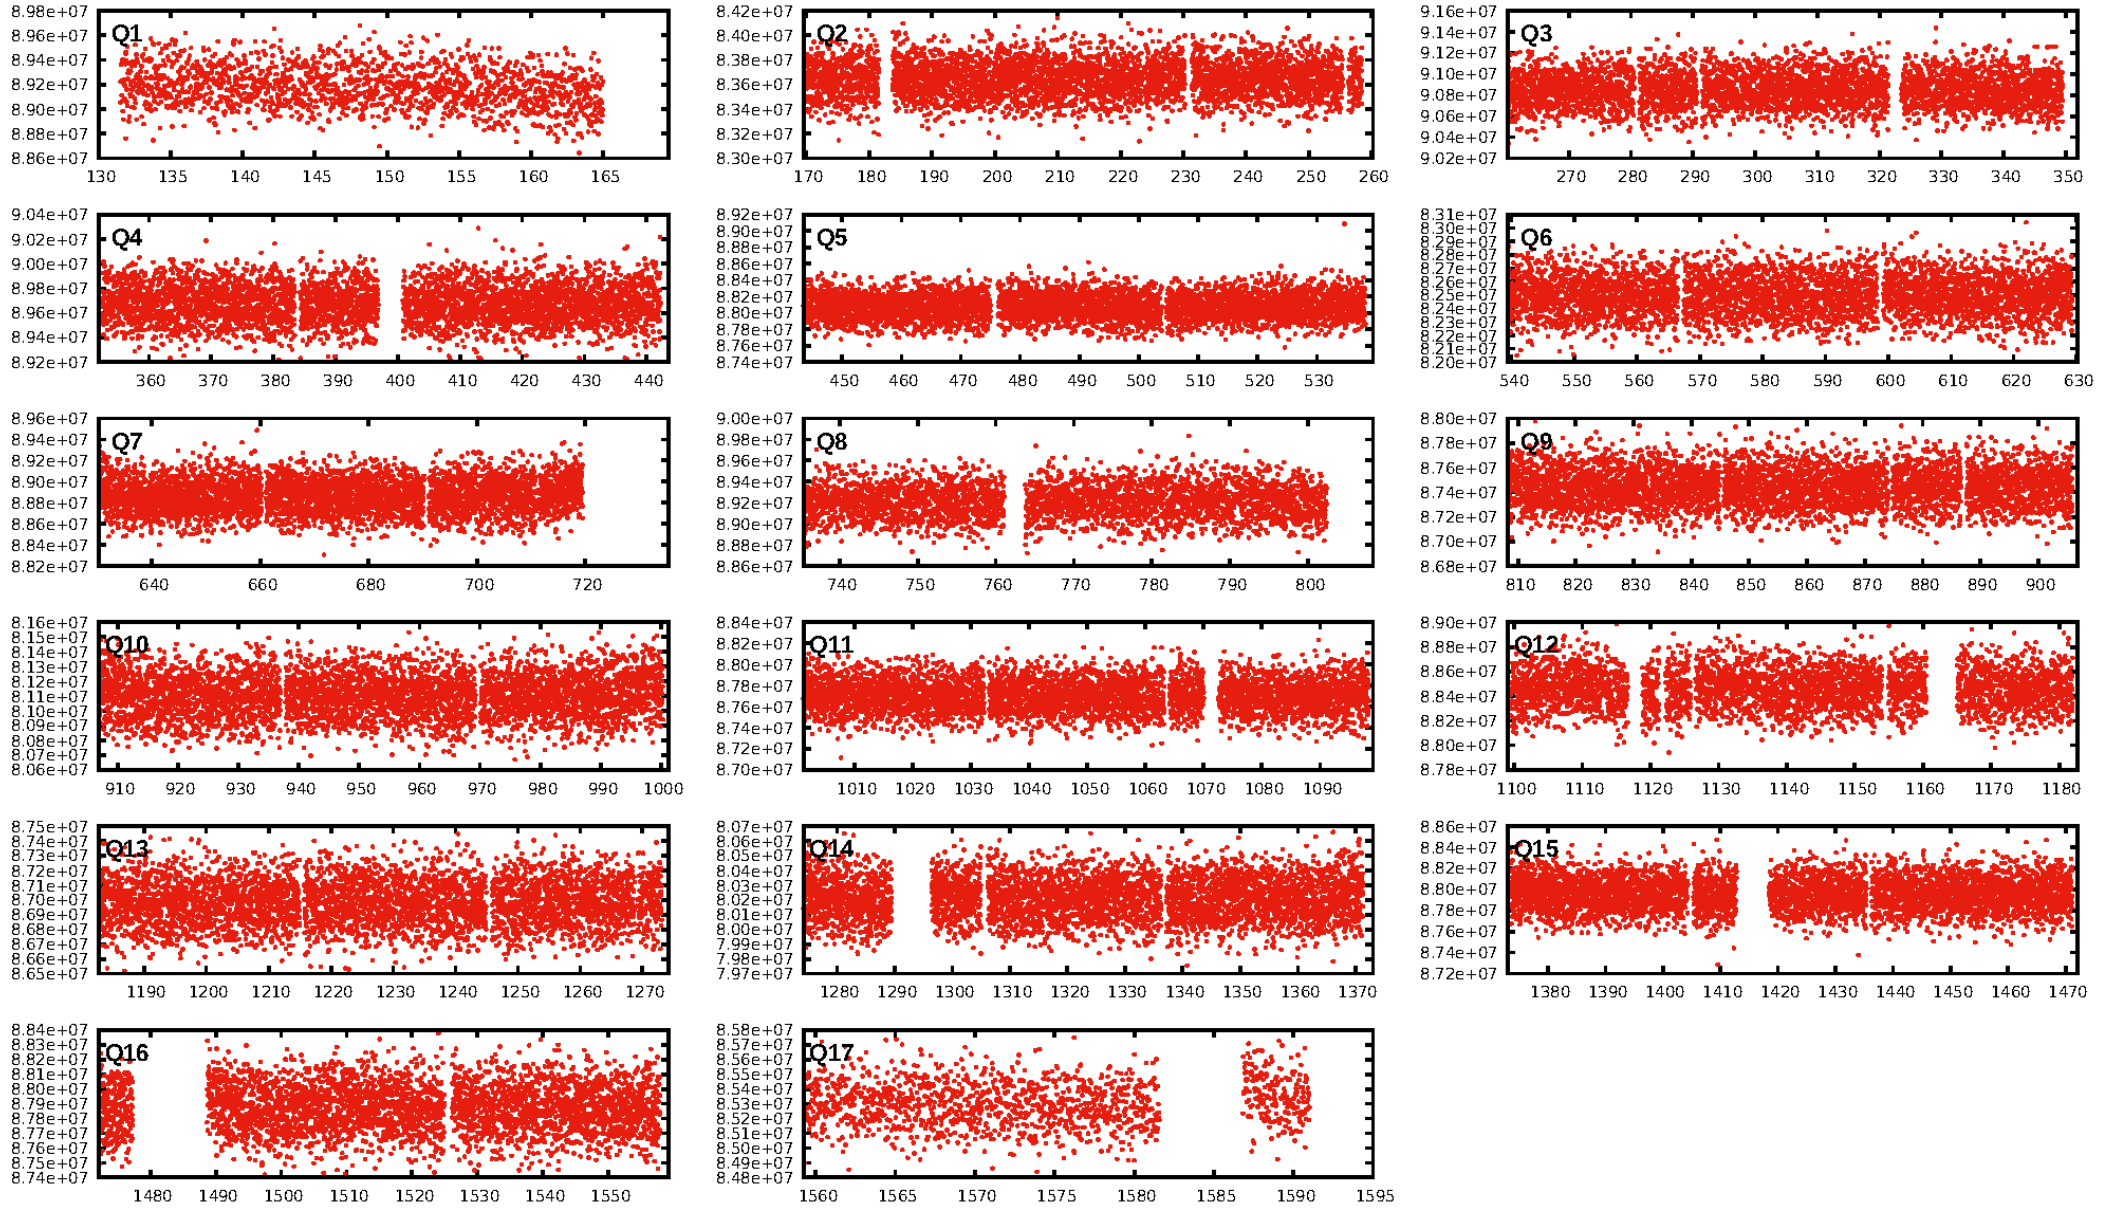 8.98e+07 8.96e+07 8.94e+07 8.92e+07 8.90e+07 8.88e+07 8.86e+07
Q1
130 135 140 145 150 155 160 165
8.42e+07 8.40e+07 8.38e+07 8.36e+07 8.34e+07 8.32e+07 8.30e+07
Q2
170 180 190 200 210 220 230 240 250 260
9.16e+07 9.14e+07 9.12e+07 9.10e+07 9.08e+07 9.06e+07 9.04e+07 9.02e+07
Q3
270 280 290 300 310 320 330 340 350
9.04e+07 9.02e+07 9.00e+07 8.98e+07 8.96e+07 8.94e+07 8.92e+07
Q4
360 370 380 390 400 410 420 430 440
8.92e+07 8.90e+07 8.88e+07 8.86e+07 8.84e+07 8.82e+07 8.80e+07 8.78e+07 8.76e+07 8.74e+07
Q5
450 460 470 480 490 500 510 520 530
8.31e+07 8.30e+07 8.29e+07 8.28e+07 8.27e+07 8.26e+07 8.25e+07 8.24e+07 8.23e+07 8.22e+07 8.21e+07 8.20e+07
Q6
540 550 560 570 580 590 600 610 620 630
8.96e+07 8.94e+07 8.92e+07 8.90e+07 8.88e+07 8.86e+07 8.84e+07 8.82e+07
Q7
640 660 680 700 720
9.00e+07 8.98e+07 8.96e+07 8.94e+07 8.92e+07 8.90e+07 8.88e+07 8.86e+07
Q8
740 750 760 770 780 790 800
8.80e+07 8.78e+07 8.76e+07 8.74e+07 8.72e+07 8.70e+07 8.68e+07
Q9
810 820 830 840 850 860 870 880 890 900
8.16e+07 8.15e+07 8.14e+07 8.13e+07 8.12e+07 8.11e+07 8.10e+07 8.09e+07 8.08e+07 8.07e+07 8.06e+07
Q10
910 920 930 940 950 960 970 980 990 1000
8.84e+07 8.82e+07 8.80e+07 8.78e+07 8.76e+07 8.74e+07 8.72e+07 8.70e+07
Q11
1010 1020 1030 1040 1050 1060 1070 1080 1090
8.90e+07 8.88e+07 8.86e+07 8.84e+07 8.82e+07 8.80e+07 8.78e+07
Q12
1100 1110 1120 1130 1140 1150 1160 1170 1180
8.75e+07 8.74e+07 8.73e+07 8.72e+07 8.71e+07 8.70e+07 8.69e+07 8.68e+07 8.67e+07 8.66e+07 8.65e+07
Q13
1190 1200 1210 1220 1230 1240 1250 1260 1270
8.07e+07 8.06e+07 8.05e+07 8.04e+07 8.03e+07 8.02e+07 8.01e+07 8.00e+07 7.99e+07 7.98e+07 7.97e+07
Q14
1280 1290 1300 1310 1320 1330 1340 1350 1360 1370
8.86e+07 8.84e+07 8.82e+07 8.80e+07 8.78e+07 8.76e+07 8.74e+07 8.72e+07
Q15
1380 1390 1400 1410 1420 1430 1440 1450 1460 1470
8.84e+07 8.83e+07 8.82e+07 8.81e+07 8.80e+07 8.79e+07 8.78e+07 8.77e+07 8.76e+07 8.75e+07 8.74e+07
Q16
1480 1490 1500 1510 1520 1530 1540 1550
8.58e+07 8.57e+07 8.56e+07 8.55e+07 8.54e+07 8.53e+07 8.52e+07 8.51e+07 8.50e+07 8.49e+07 8.48e+07
Q17
1560 1565 1570 1575 1580 1585 1590 1595